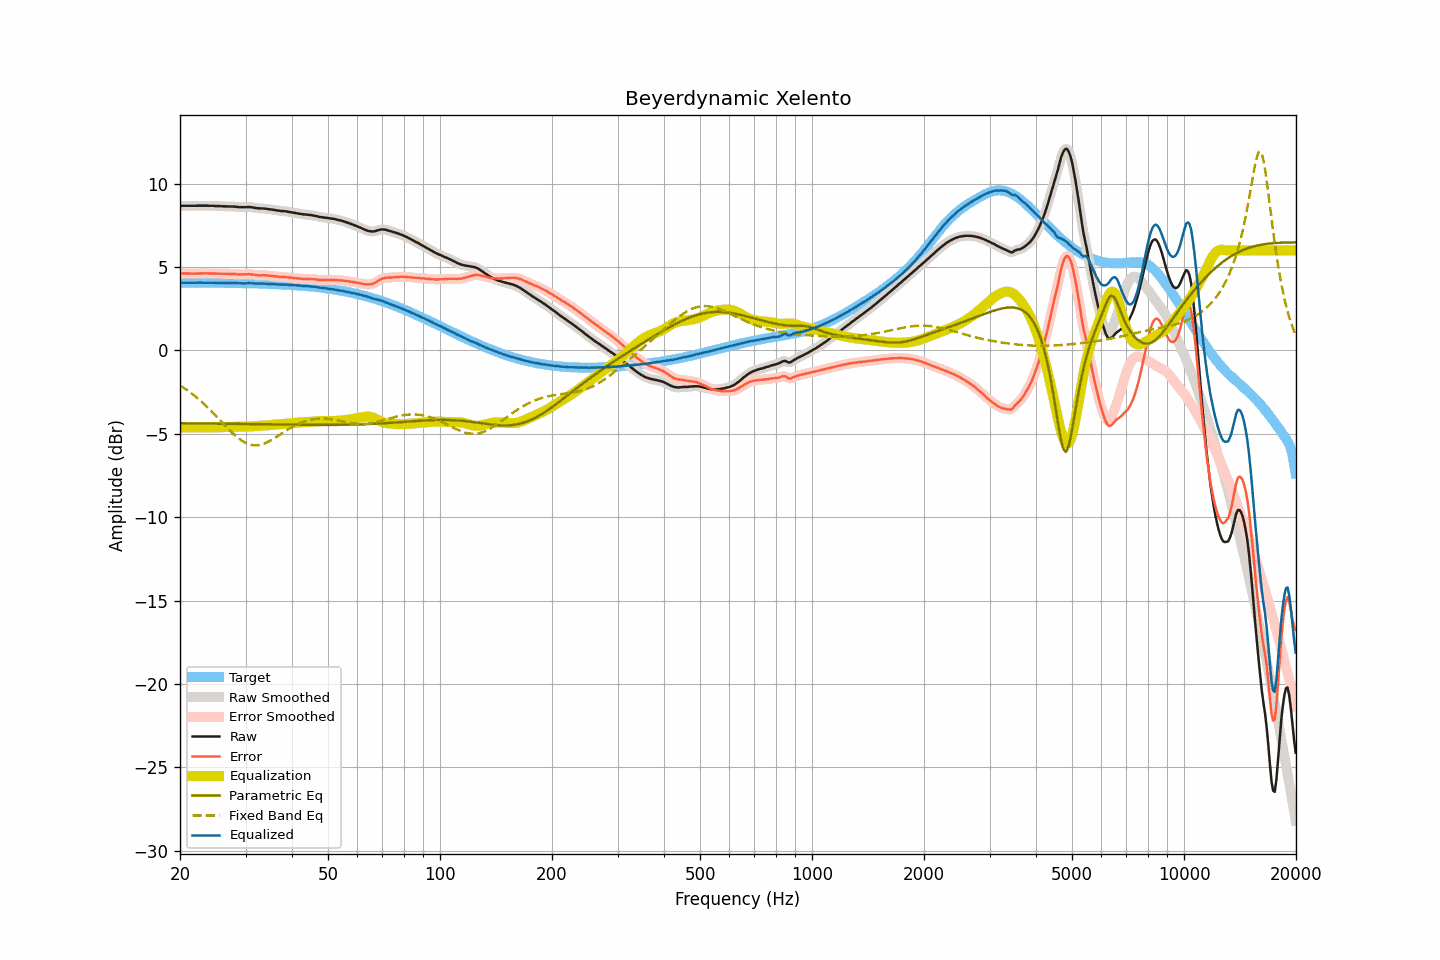 Beyerdynamic Xelento
Amplitude (dBr)
10
5
0
−5
−10
−15
−20
−25
−30
Target
Raw Smoothed
Error Smoothed
Raw
Error
Equalization
Parametric Eq
Fixed Band Eq
Equalized
20 50 100 200 500 1000 2000 5000 10000 20000
Frequency (Hz)